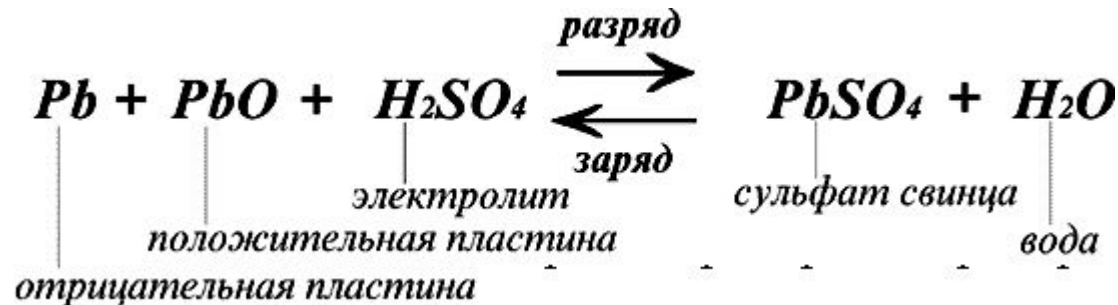 разряд
Pb + PbO + H₂SO₄ PbSO₄ + H₂O
заряд
электролит
сульфат свинца
положительная пластина
вода
отрицательная пластина